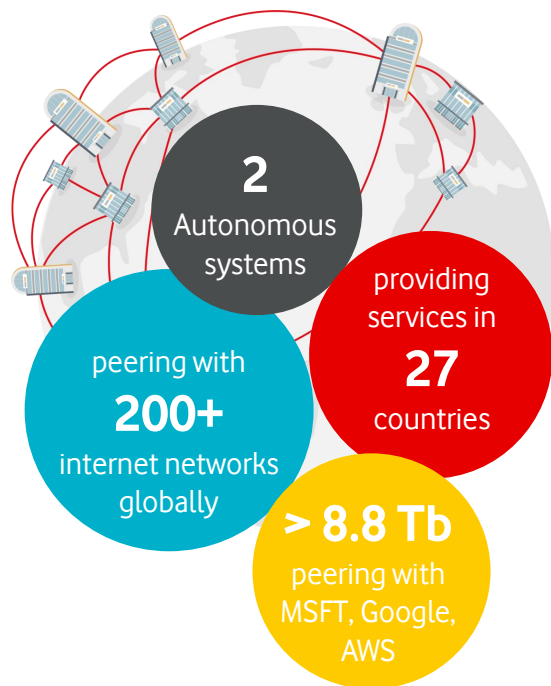 2
Autonomous
systems
providing
services in
27
countries
peering with
200+
internet networks
globally
> 8.8 Tb
peering with
MSFT, Google,
AWS